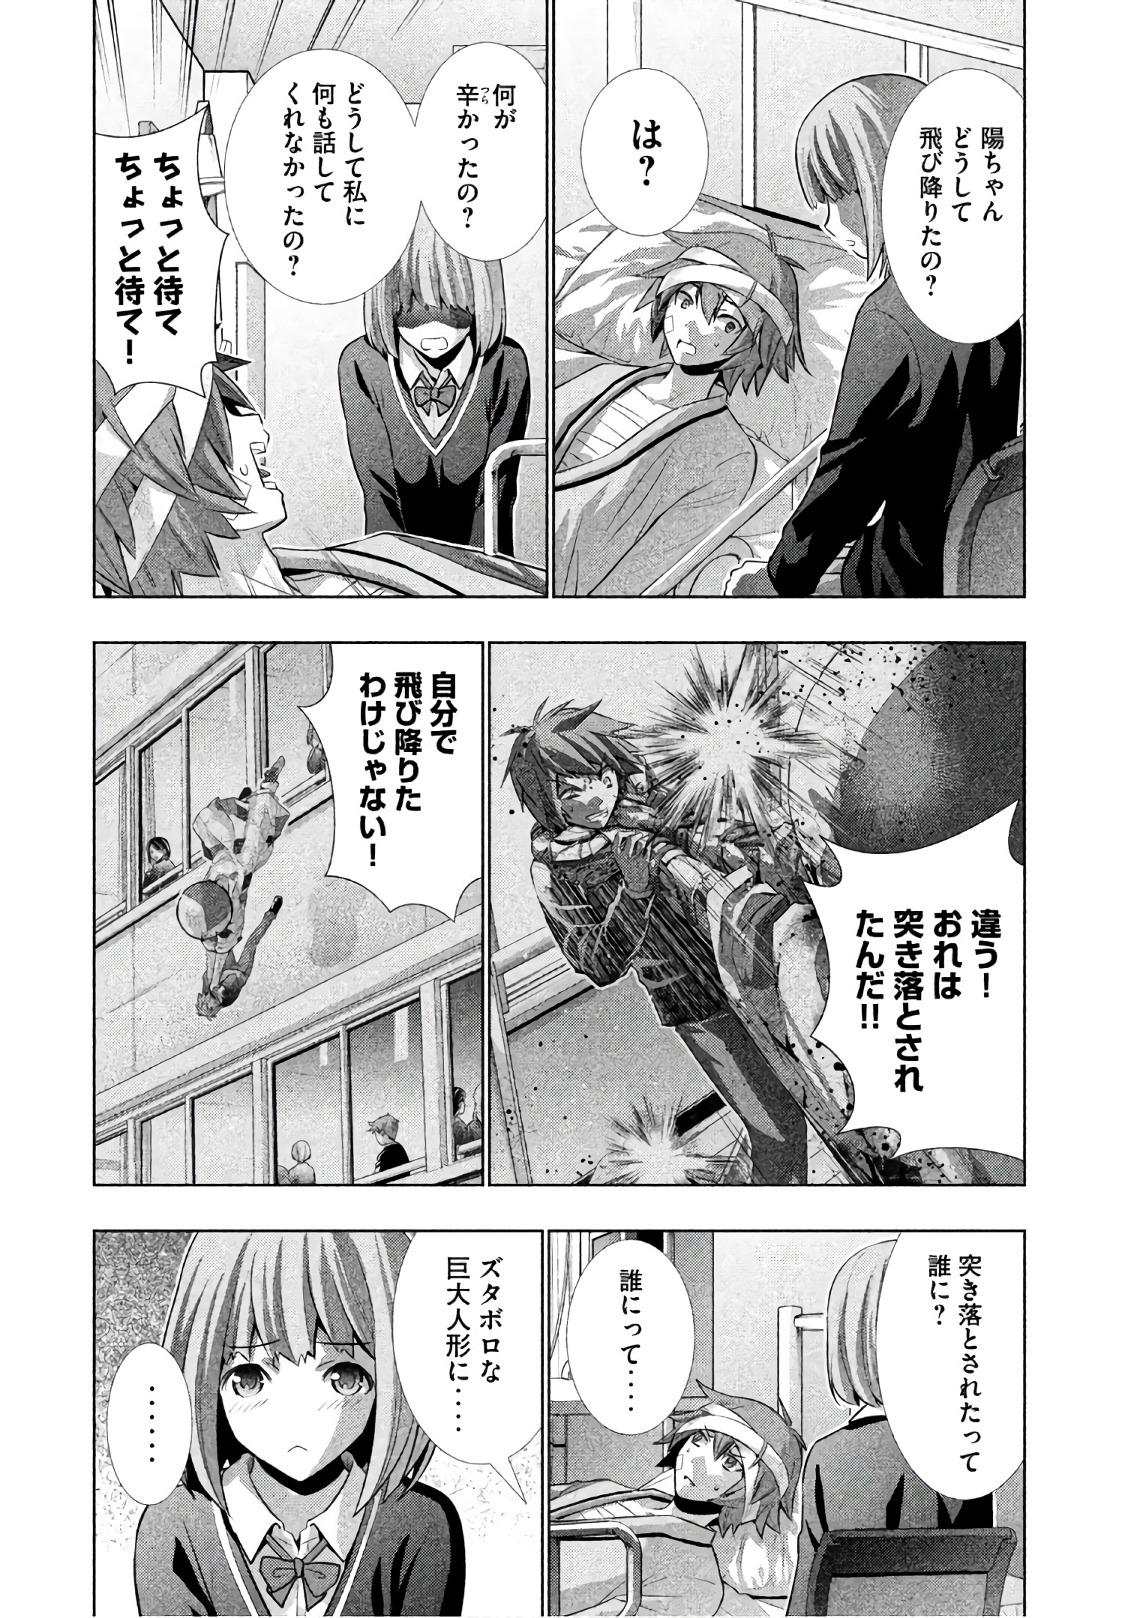 陽ちゃん
どうして
飛び降りたの？
は？
何が
辛かったの？
つら
どうして私に
何も話して
くれなかったの？
ちょっと待て
ちょっと待て！
違う！
おれは
突き落とされ
たんだ!!
自分で
飛び降りた
わけじゃない！
突き落とされたって
誰に？
誰にって‥‥
ズタボロな
巨大人形に‥‥
‥‥‥